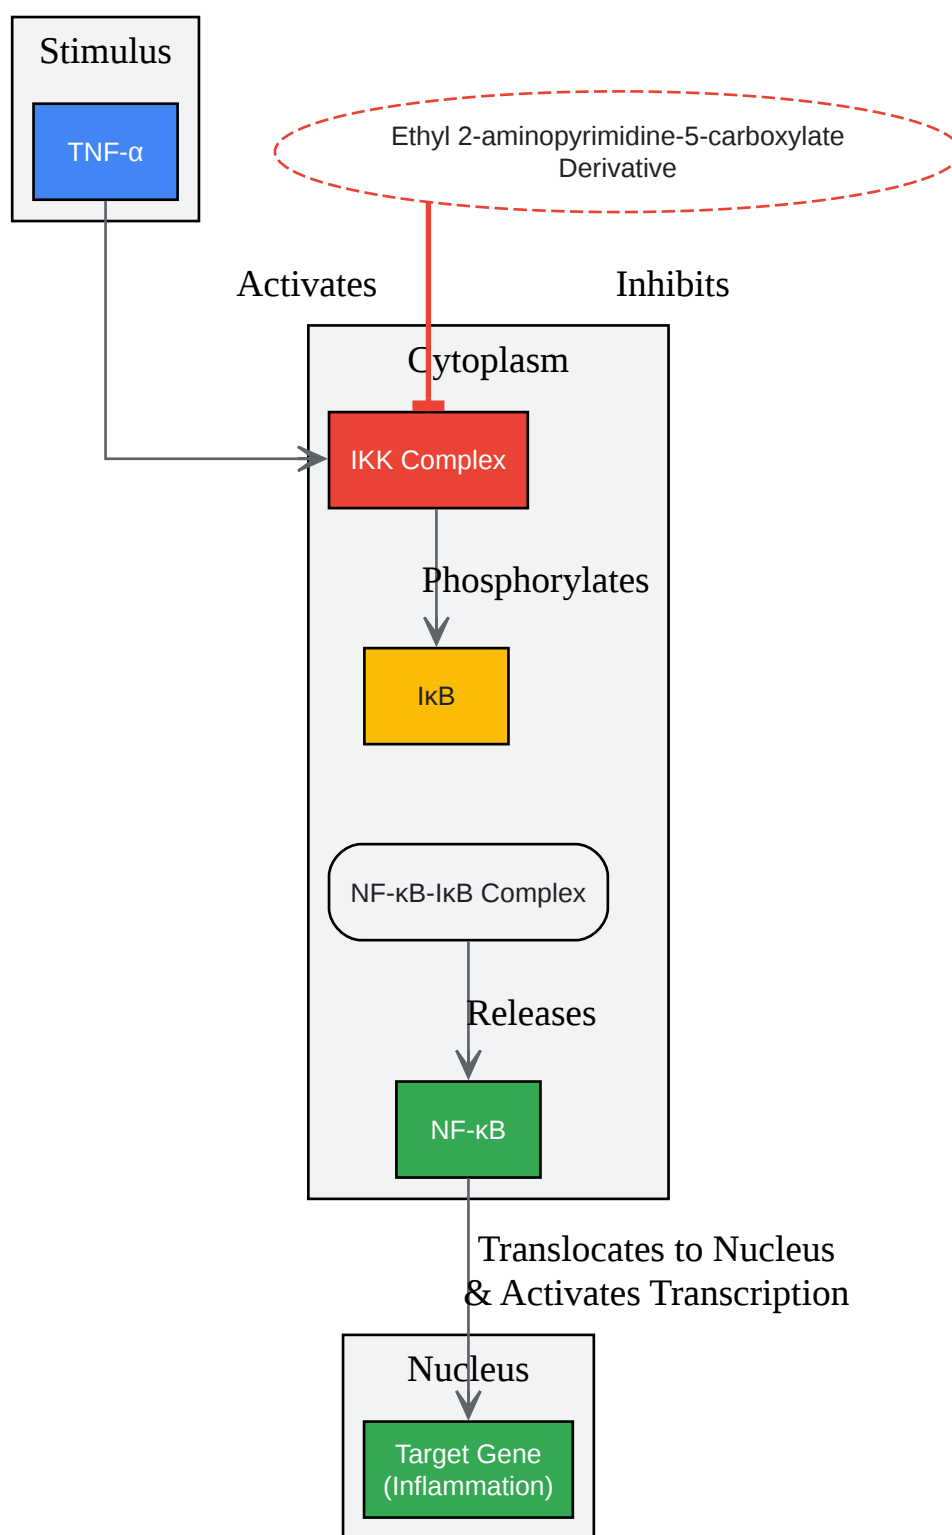 Stimulus
TNF-α
Ethyl 2-aminopyrimidine-5-carboxylate
Derivative
Activates
Inhibits
Cytoplasm
IKK Complex
Phosphorylates
IκB
NF-κB-IκB Complex
Releases
NF-κB
Translocates to Nucleus
& Activates Transcription
Nucleus
Target Gene
(Inflammation)